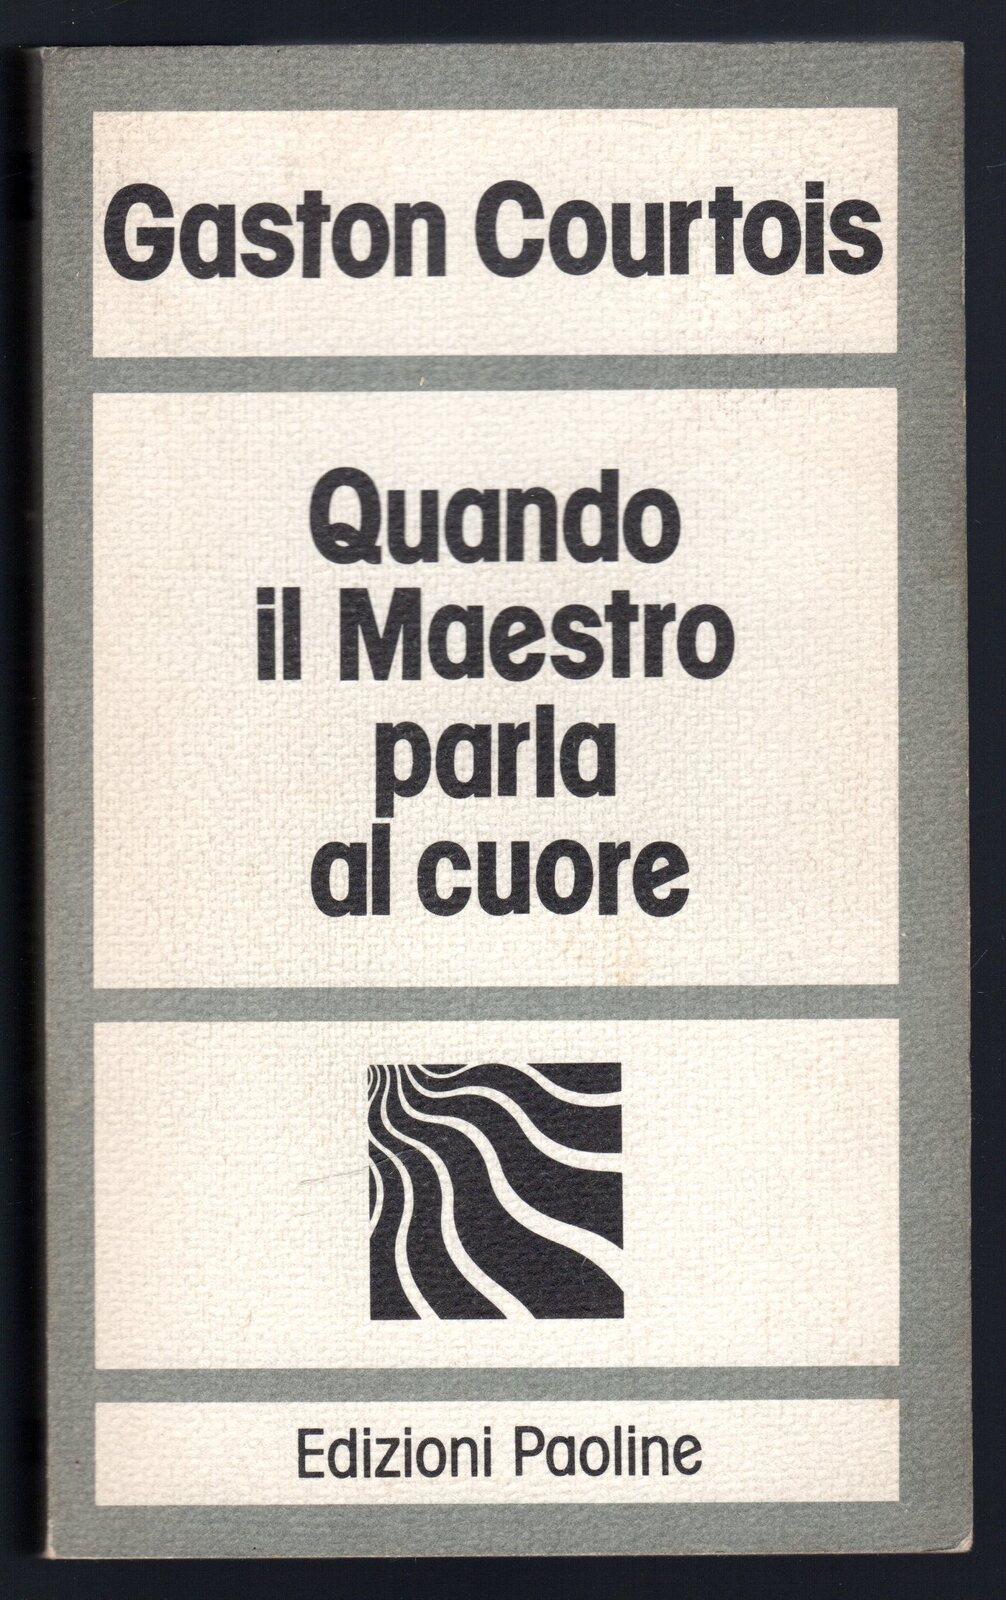 Gaston Courtois
Quando
il Maestro
parla
al cuore
Edizioni Paoline